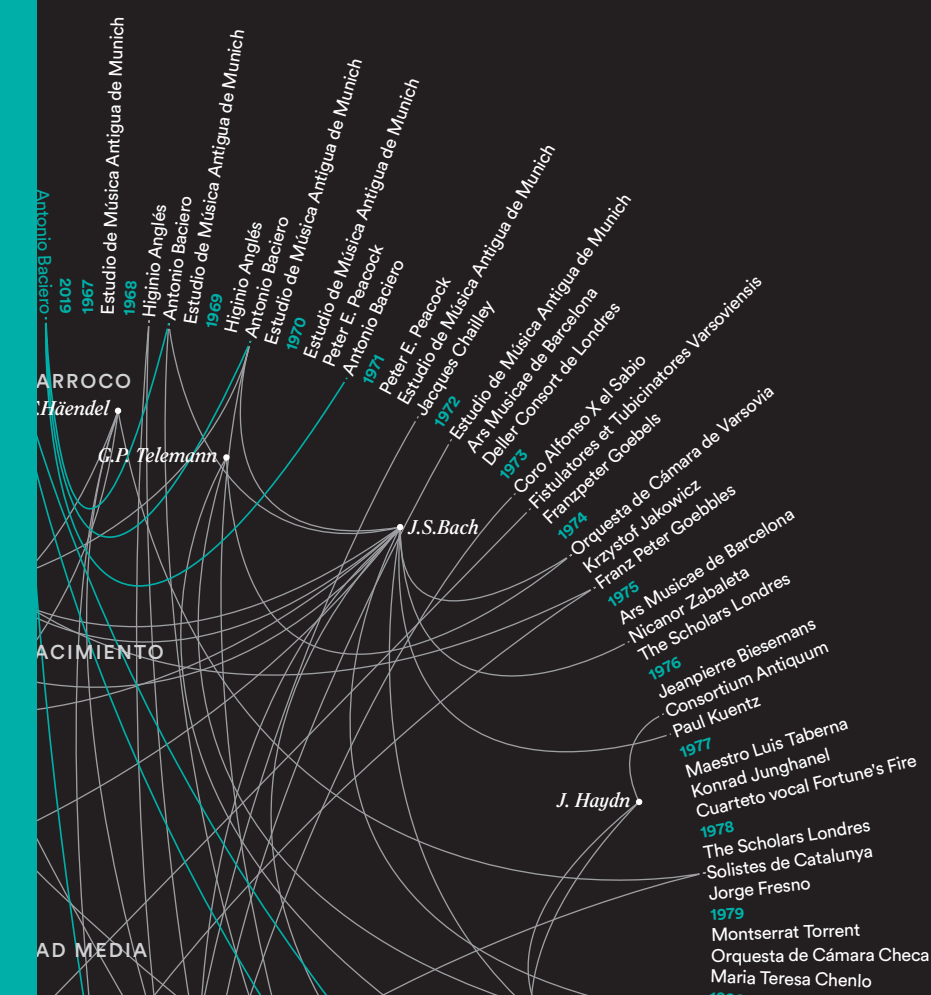 Antonio Baciero
2019
1967
Estudio de Música Antigua de Munich
1968
Higinio Anglés
Antonio Baciero
Estudio de Música Antigua de Munich
1969
Higinio Anglés
Antonio Baciero
Estudio de Música Antigua de Munich
1970
Estudio de Música Antigua de Munich
Peter E. Peacock
Antonio Baciero
1971
Peter E. Peacock
Estudio de Música Antigua de Munich
Jacques Chailley
1972
Estudio de Música Antigua de Munich
Ars Musicae de Barcelona
Deller Consort de Londres
1973
Coro Alfonso X el Sabio
Fistulatores et Tubicinatores Varsoviensis
Franzpeter Goebels
1974
Orquesta de Cámara de Varsovia
Krzystof Jakowicz
Franz Peter Goebbles
1975
Ars Musicae de Barcelona
Nicanor Zabaleta
The Scholars Londres
1976
Jeanpierre Biesemans
Consortium Antiquum
Paul Kuentz
1977
Maestro Luis Taberna
Konrad Junghanel
Cuarteto vocal Fortune's Fire
1978
The Scholars Londres
Solistes de Catalunya
Jorge Fresno
1979
Montserrat Torrent
Orquesta de Cámara Checa
Maria Teresa Chenlo
ARROCO
.Häendel
G.P. Telemann
J.S.Bach
ACIMIENTO
J. Haydn
AD MEDIA